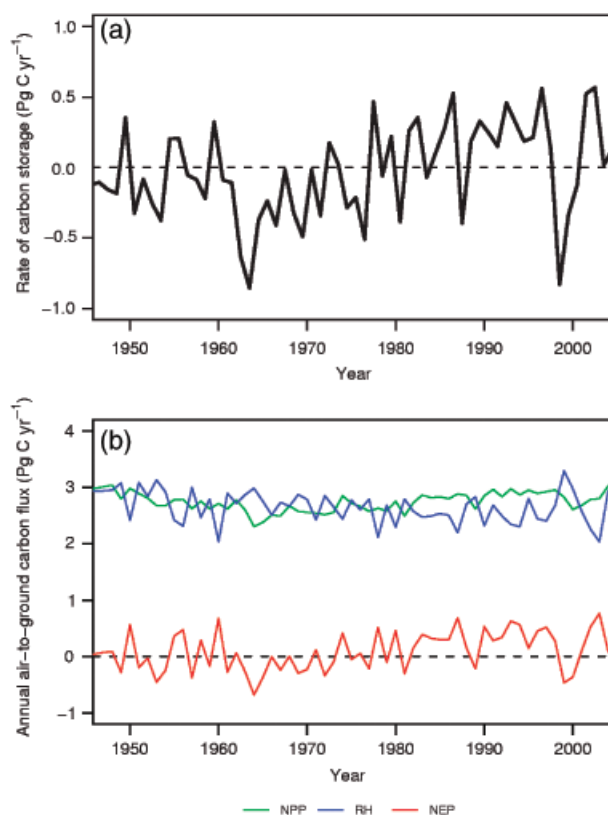 (a)
Rate of carbon storage (Pg C yr−1)
1.0
0.5
0.0
−0.5
−1.0
1950 1960 1970 1980 1990 2000
Year
(b)
Annual air−to−ground carbon flux (Pg C yr−1)
4
3
2
1
0
−1
1950 1960 1970 1980 1990 2000
Year
NPP RH NEP